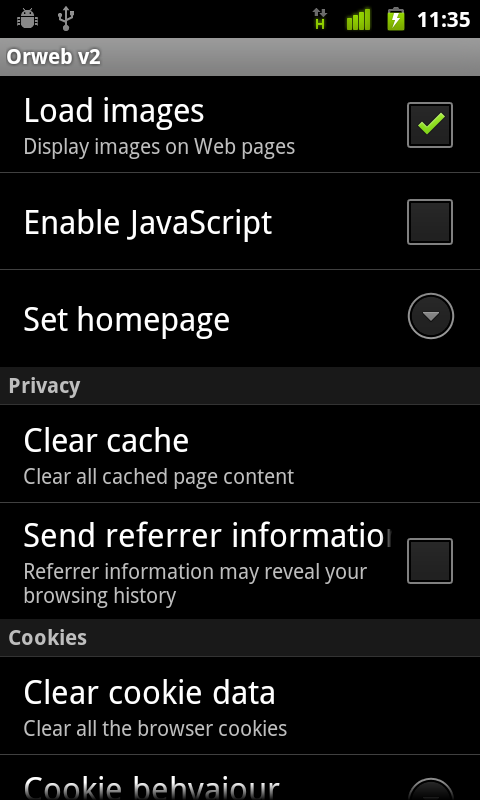 H 11:35
Orweb v2
Load images
Display images on Web pages
Enable JavaScript
Set homepage
Privacy
Clear cache
Clear all cached page content
Send referrer informatio
Referrer information may reveal your
browsing history
Cookies
Clear cookie data
Clear all the browser cookies
Cookie behvaiour